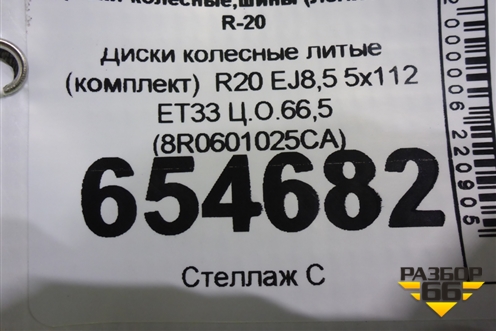 R-20
Диски колесные литые
(комплект) R20 EJ8,5 5x112
ET33 Ц.О.66,5
(8R0601025CA)
654682
Стеллаж С
РАЗБОР
66